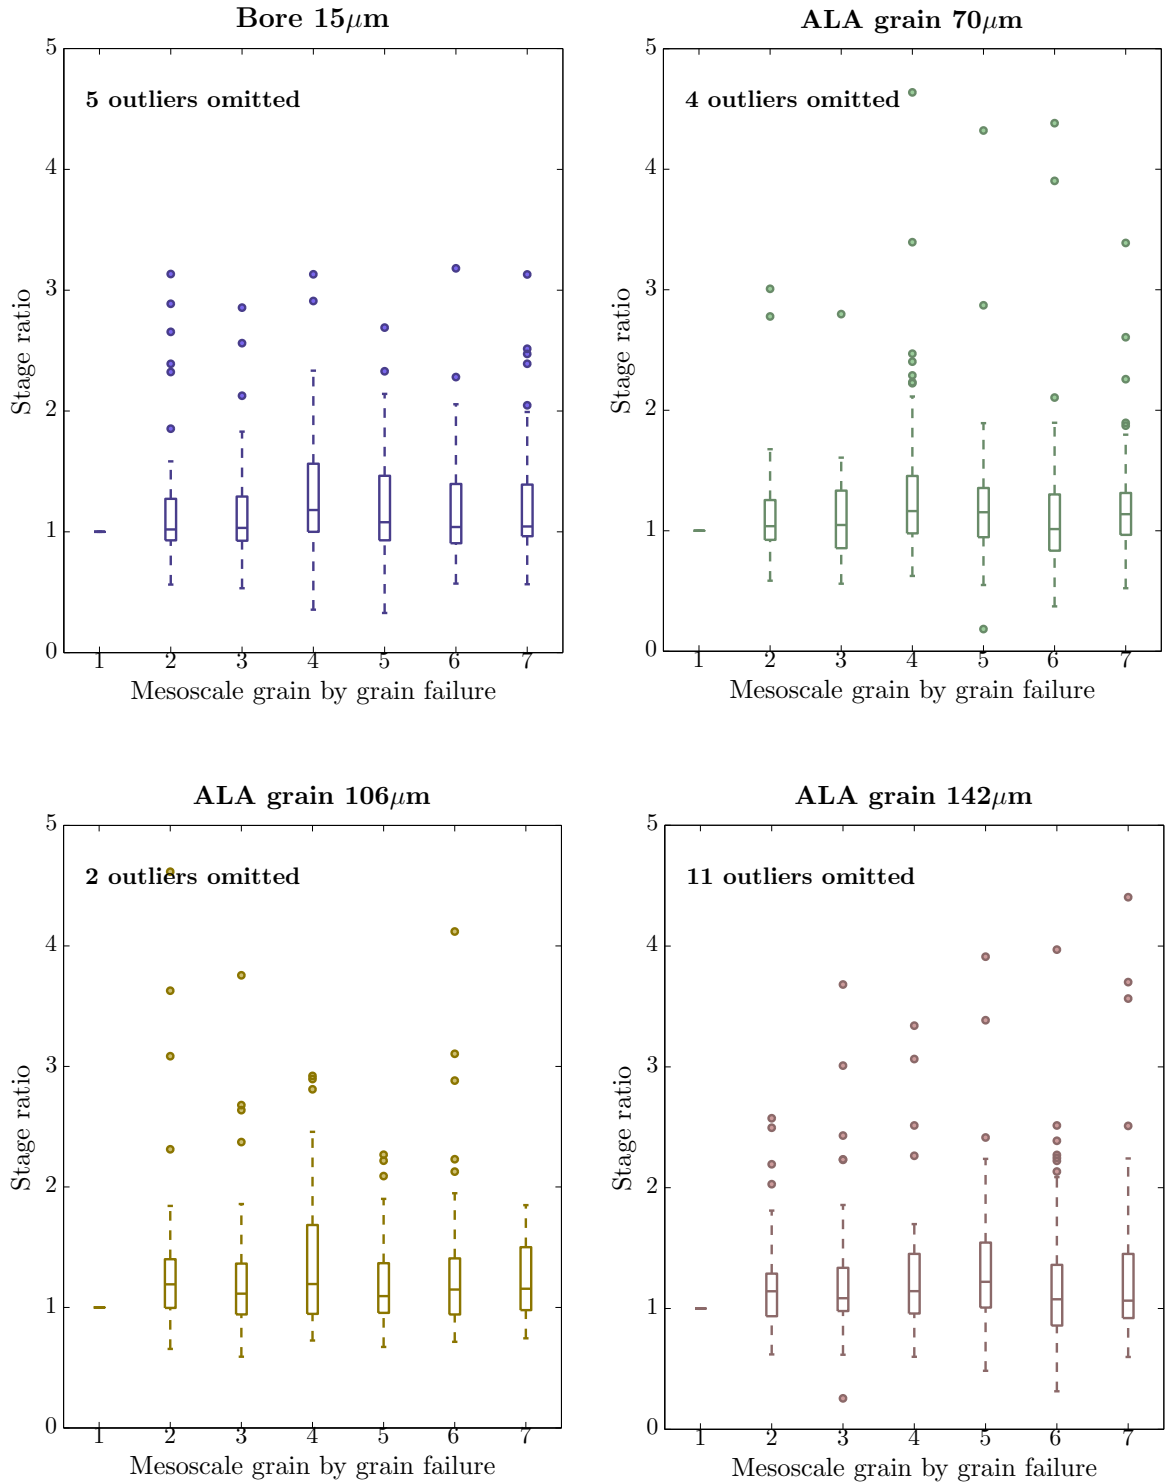 Bore 15μm
5 outliers omitted
5
4
3
2
1
0
Stage ratio
1 2 3 4 5 6 7
Mesoscale grain by grain failure
ALA grain 70μm
4 outliers omitted
5
4
3
2
1
0
Stage ratio
1 2 3 4 5 6 7
Mesoscale grain by grain failure
ALA grain 106μm
2 outliers omitted
5
4
3
2
1
0
Stage ratio
1 2 3 4 5 6 7
Mesoscale grain by grain failure
ALA grain 142μm
11 outliers omitted
5
4
3
2
1
0
Stage ratio
1 2 3 4 5 6 7
Mesoscale grain by grain failure